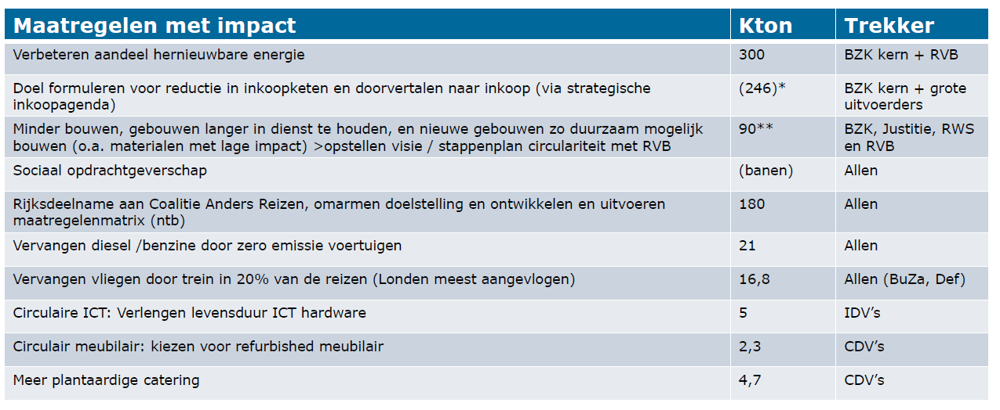 Maatregelen met impact Kton Trekker
Verbeteren aandeel hernieuwbare energie 300 BZK kern + RVB
Doel formuleren voor reductie in inkoopketen en doorvertalen naar inkoop (via strategische (246)* BZK kern + grote
inkoopagenda) uitvoerders
Minder bouwen, gebouwen langer in dienst te houden, en nieuwe gebouwen zo duurzaam mogelijk 90** BZK, Justitie, RWS
bouwen (o.a. materialen met lage impact) >opstellen visie / stappenplan circulariteit met RVB en RVB
Sociaal opdrachtgeverschap (banen) Allen
Rijksdeelname aan Coalitie Anders Reizen, omarmen doelstelling en ontwikkelen en uitvoeren 180 Allen
maatregelenmatrix (ntb)
Vervangen diesel /benzine door zero emissie voertuigen 21 Allen
Vervangen vliegen door trein in 20% van de reizen (Londen meest aangevlogen) 16,8 Allen (BuZa, Def)
Circulaire ICT: Verlengen levensduur ICT hardware 5 IDV's
Circulair meubilair: kiezen voor refurbished meubilair 2,3 CDV's
Meer plantaardige catering 4,7 CDV's